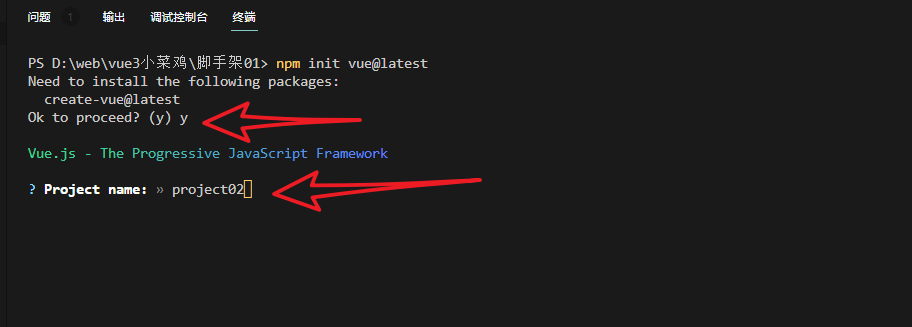 问题 1 输出 调试控制台 终端
PS D:\web\vue3小菜鸡\脚手架01> npm init vue@latest
Need to install the following packages:
  create-vue@latest
Ok to proceed? (y) y
Vue.js - The Progressive JavaScript Framework
? Project name: » project02